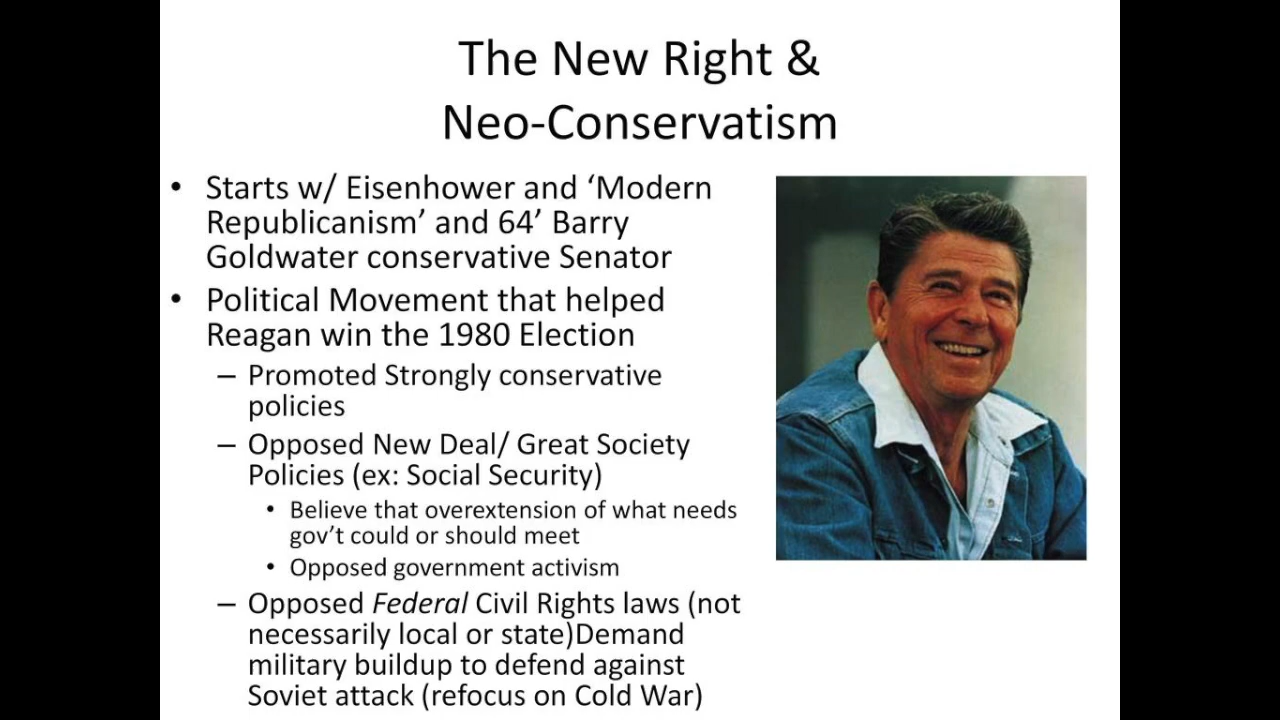 The New Right &
Neo-Conservatism
• Starts w/ Eisenhower and ‘Modern
Republicanism’ and 64’ Barry
Goldwater conservative Senator
• Political Movement that helped
Reagan win the 1980 Election
– Promoted Strongly conservative
policies
– Opposed New Deal/ Great Society
Policies (ex: Social Security)
• Believe that overextension of what needs
gov’t could or should meet
• Opposed government activism
– Opposed Federal Civil Rights laws (not
necessarily local or state)Demand
military buildup to defend against
Soviet attack (refocus on Cold War)